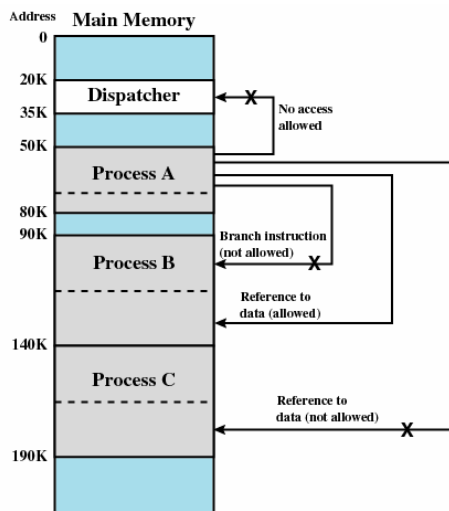 Address
Main Memory
0
20K
Dispatcher
X
35K
No access
allowed
50K
Process A
80K
90K
Branch instruction
(not allowed)
X
Process B
Reference to
data (allowed)
140K
Process C
Reference to
data (not allowed)
X
190K